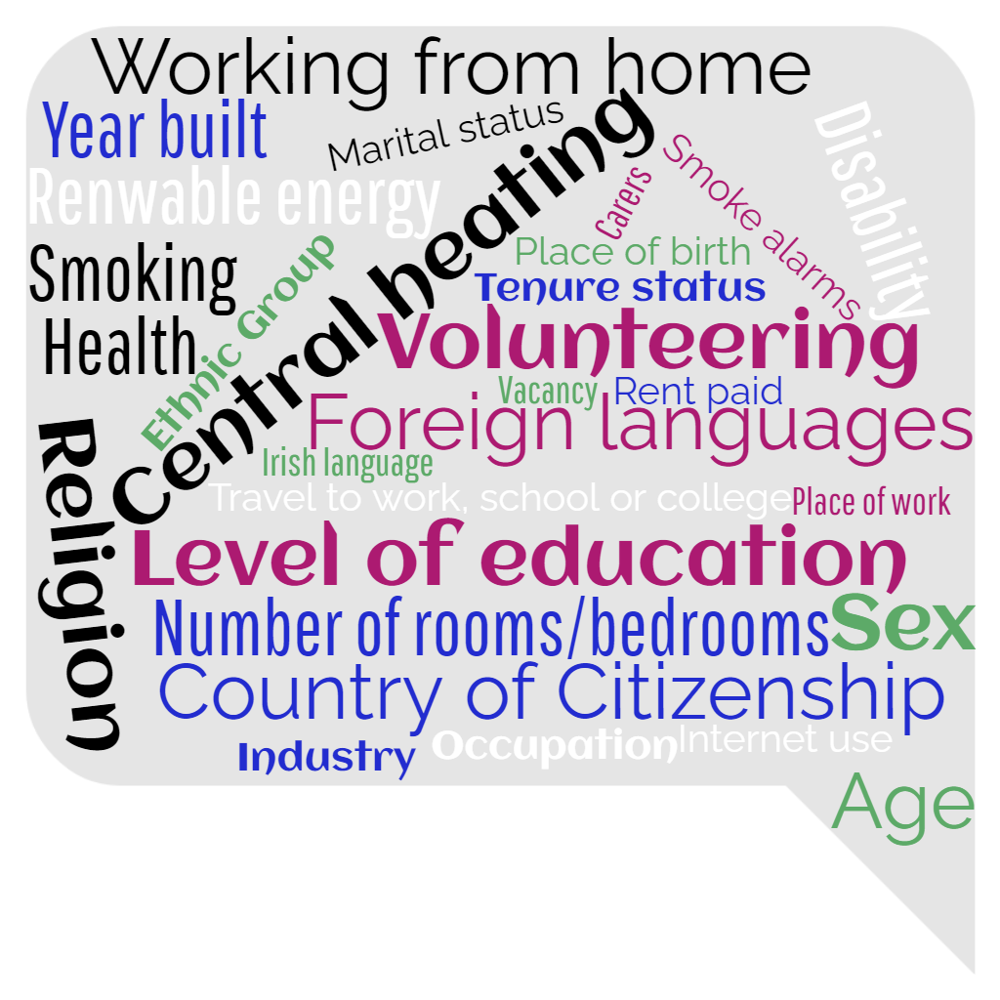 Working from home
Year built
Marital status
Disability
Renwable energy
Carers
Smoke alarms
Smoking
Ethnic Group
Central heating
Place of birth
Tenure status
Health
Volunteering
Vacancy
Rent paid
Foreign languages
Religion
Irish language
Travel to work, school or college
Place of work
Level of education
Number of rooms/bedrooms
Sex
Country of Citizenship
Industry
Occupation
Internet use
Age